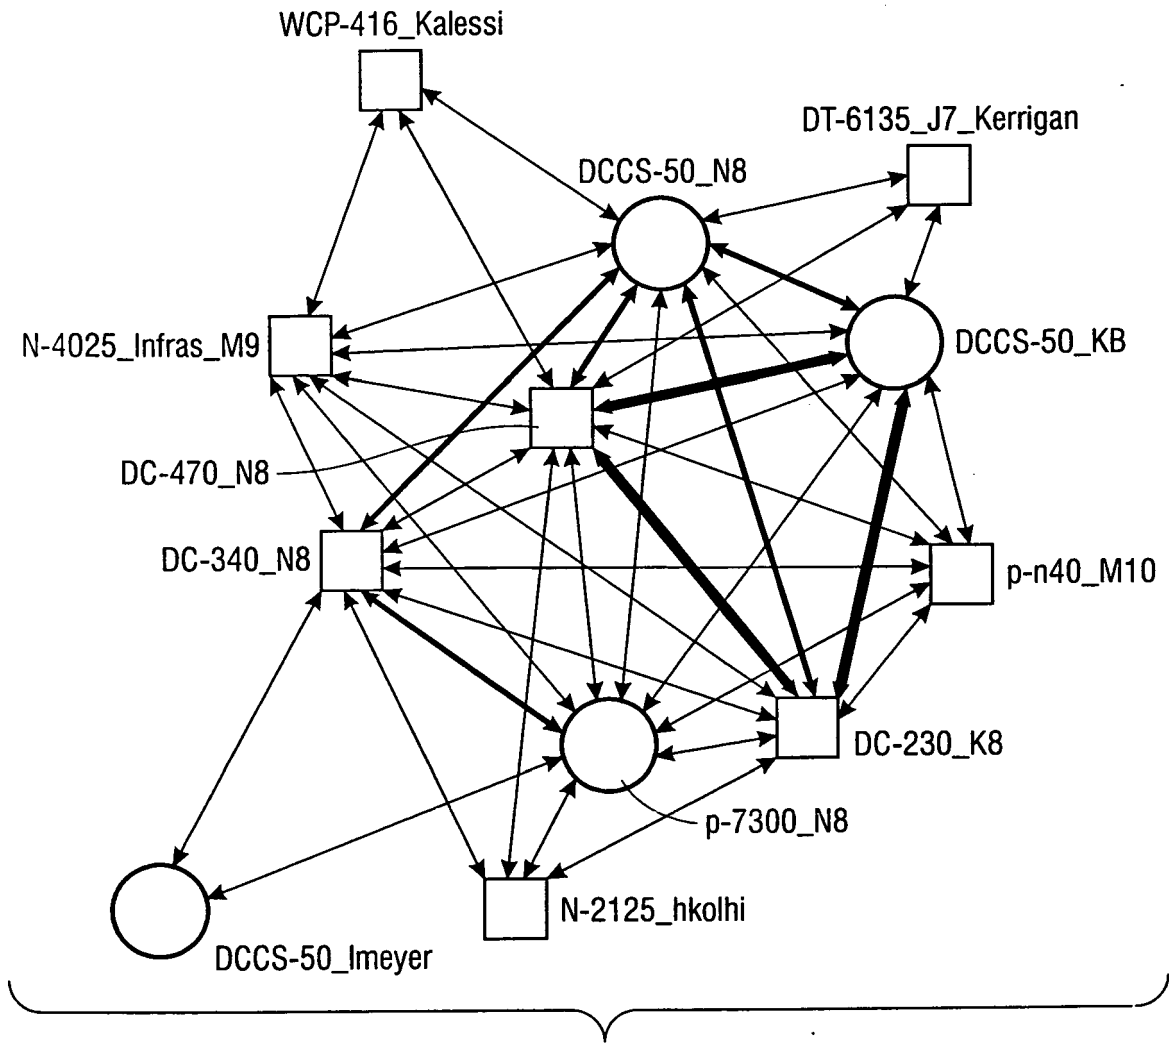 WCP-416_Kalessi
DT-6135_J7_Kerrigan
DCCS-50_N8
N-4025_Infras_M9
DCCS-50_KB
DC-470_N8
DC-340_N8
p-n40_M10
DC-230_K8
p-7300_N8
N-2125_hkolhi
DCCS-50_lmeyer